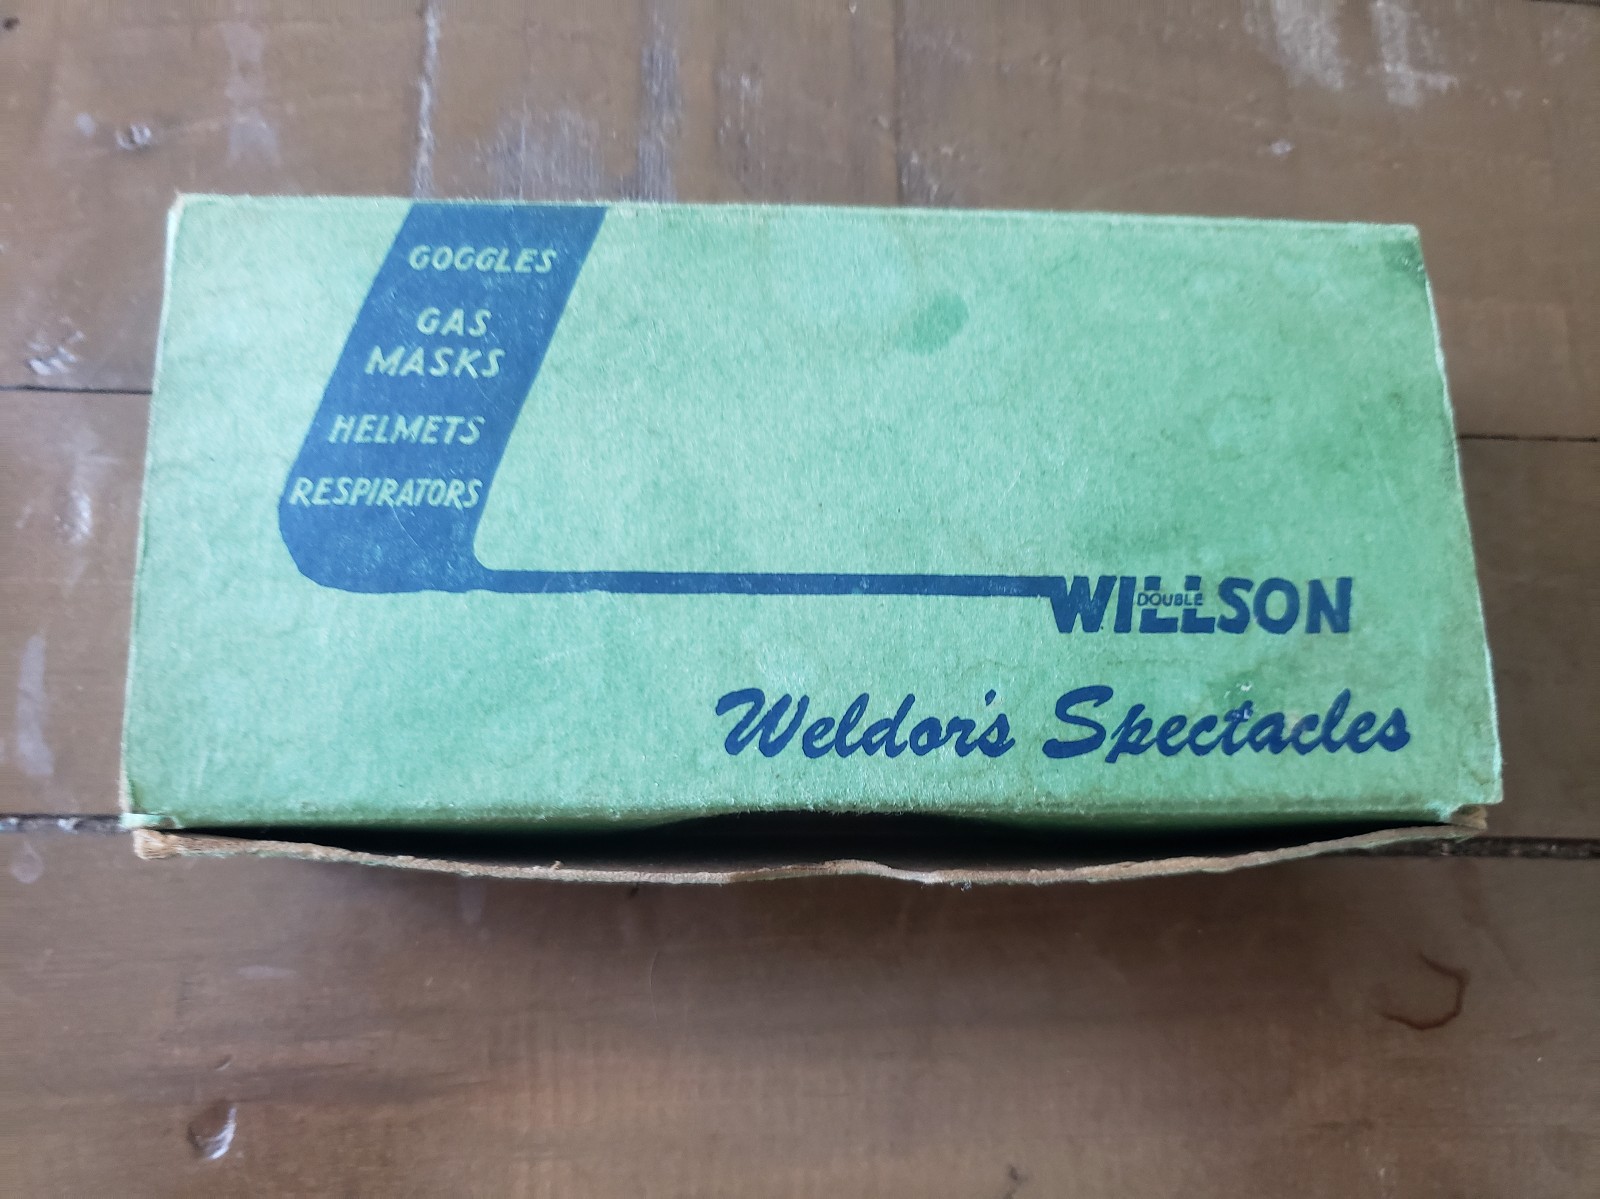 GOGGLES
GAS
MASKS
HELMETS
RESPIRATORS
WILLSON
DOUBLE
Weldor's Spectacles